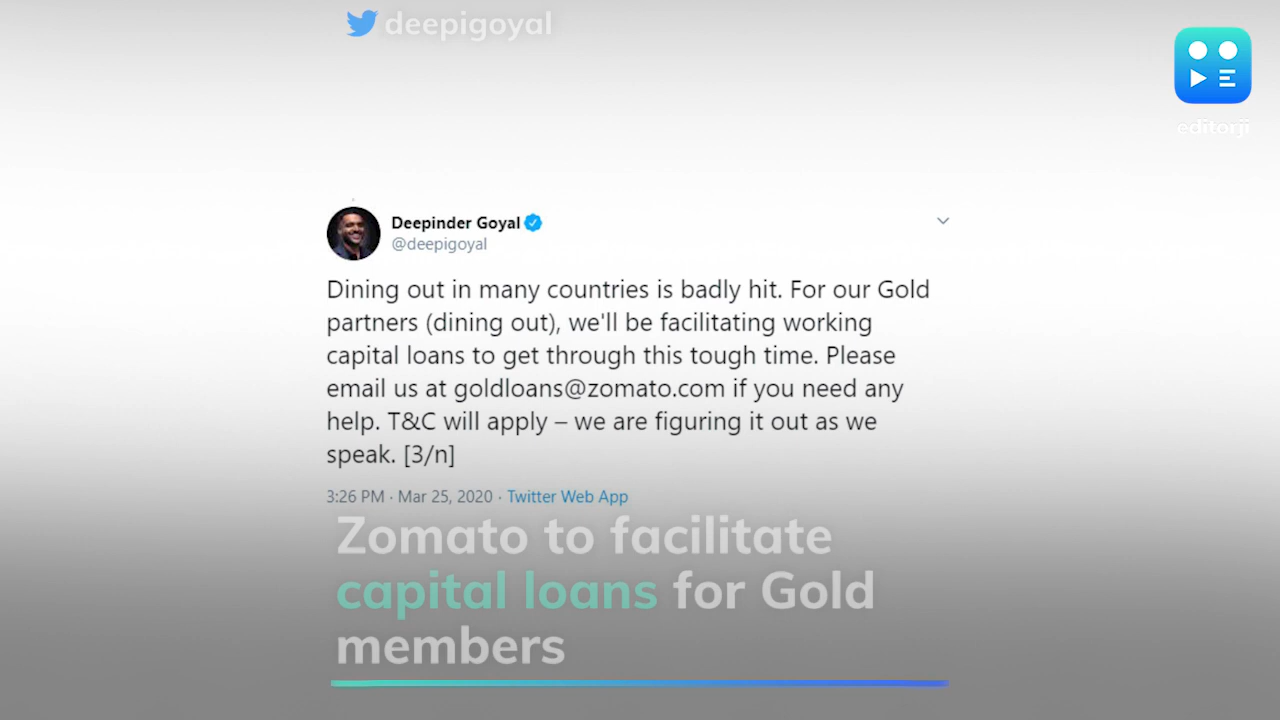 deepigoyal
editorji
Deepinder Goyal
@deepigoyal
Dining out in many countries is badly hit. For our Gold
partners (dining out), we'll be facilitating working
capital loans to get through this tough time. Please
email us at goldloans@zomato.com if you need any
help. T&C will apply – we are figuring it out as we
speak. [3/n]
3:26 PM · Mar 25, 2020 · Twitter Web App
Zomato to facilitate
capital loans for Gold
members